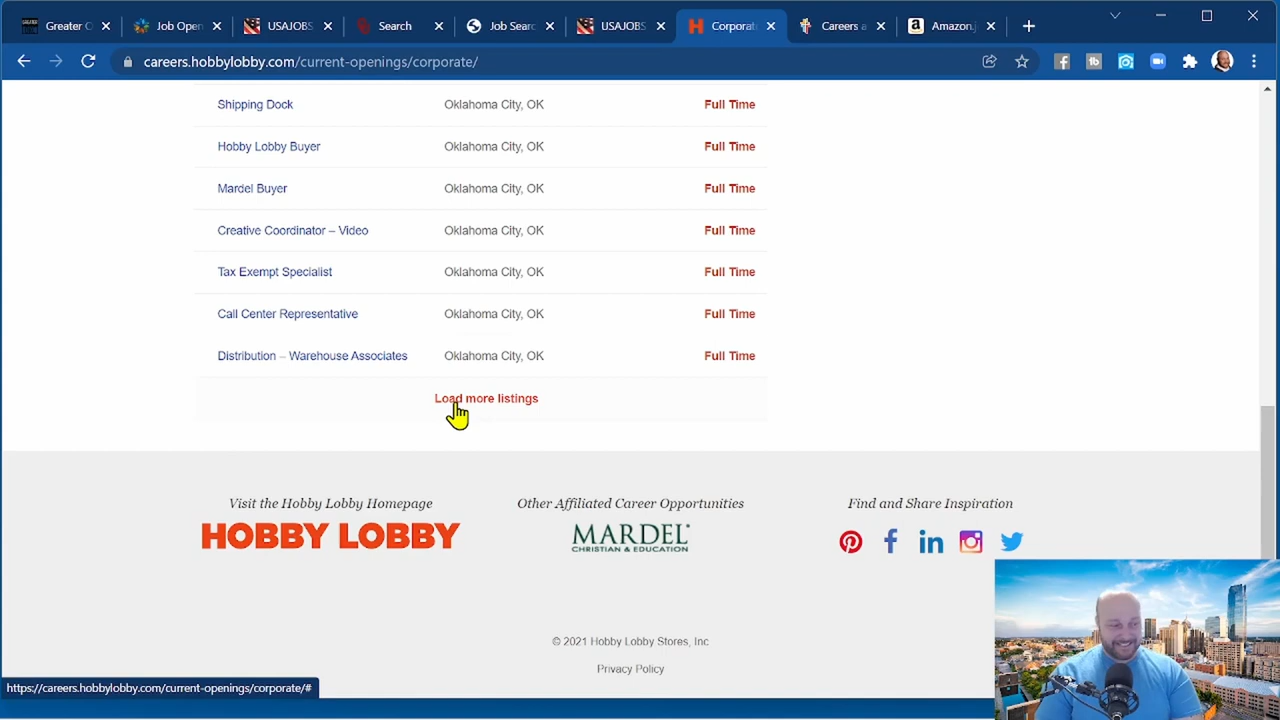 Greater O
Job Open
USAJOBS
Search
Job Sear
USAJOBS
Corporat
Careers a
Amazon.j
careers.hobbylobby.com/current-openings/corporate/
Shipping Dock Oklahoma City, OK Full Time
Hobby Lobby Buyer Oklahoma City, OK Full Time
Mardel Buyer Oklahoma City, OK Full Time
Creative Coordinator – Video Oklahoma City, OK Full Time
Tax Exempt Specialist Oklahoma City, OK Full Time
Call Center Representative Oklahoma City, OK Full Time
Distribution – Warehouse Associates Oklahoma City, OK Full Time
Load more listings
Visit the Hobby Lobby Homepage
HOBBY LOBBY
Other Affiliated Career Opportunities
MARDEL
CHRISTIAN & EDUCATION
Find and Share Inspiration
© 2021 Hobby Lobby Stores, Inc
Privacy Policy
https://careers.hobbylobby.com/current-openings/corporate/#